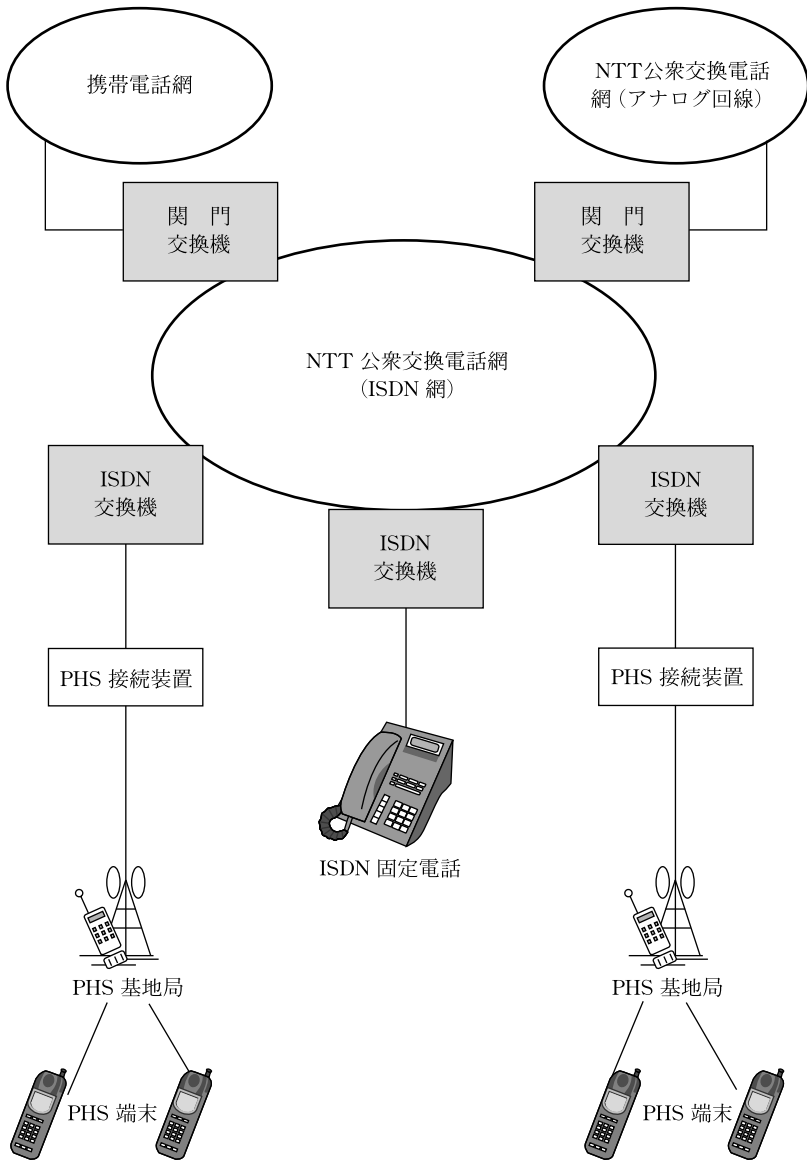 携帯電話網
NTT公衆交換電話
網(アナログ回線)
関 門
交換機
関 門
交換機
NTT 公衆交換電話網
(ISDN 網)
ISDN
交換機
ISDN
交換機
ISDN
交換機
PHS 接続装置
PHS 接続装置
ISDN 固定電話
PHS 基地局
PHS 基地局
PHS 端末
PHS 端末